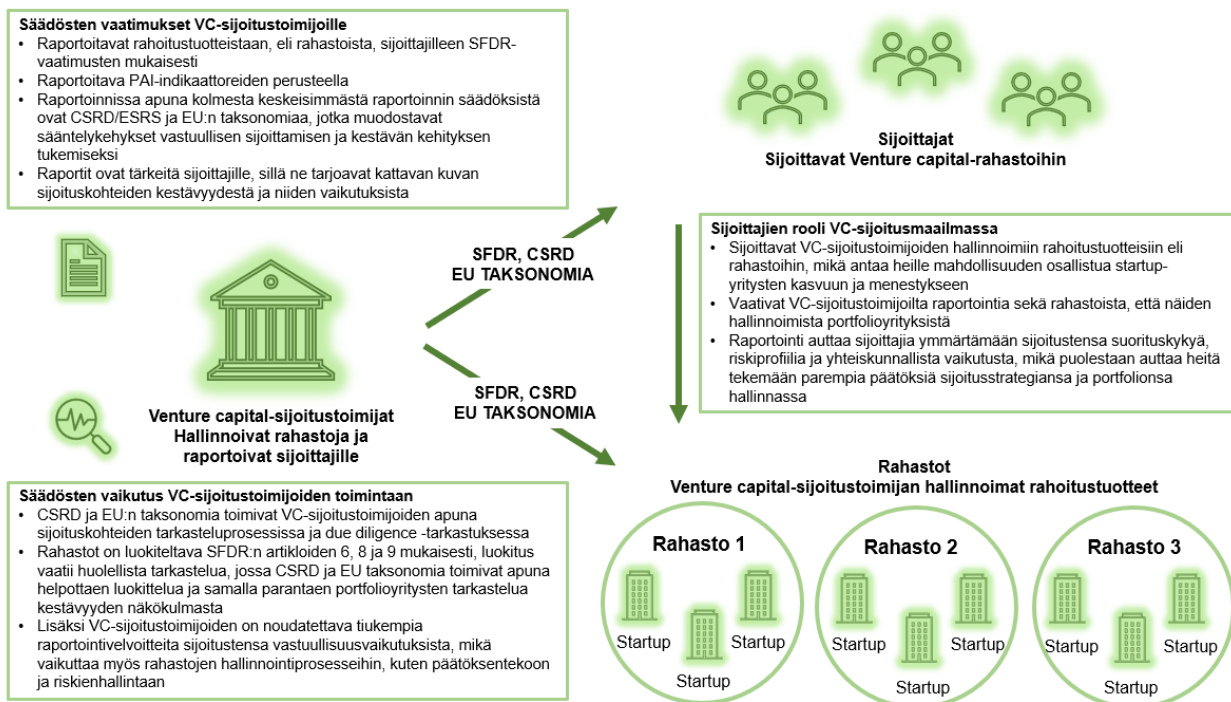 Säädösten vaatimukset VC-sijoitustoimijoille
• Raportoitavat rahoitustuotteistaan, eli rahastoista, sijoittajilleen SFDR-
vaatimusten mukaisesti
• Raportoitava PAI-indikaattoreiden perusteella
• Raportoinnissa apuna kolmesta keskeisimmästä raportoinnin säädöksistä
ovat CSRD/ESRS ja EU:n taksonomiaa, jotka muodostavat
sääntelykehykset vastuullisen sijoittamisen ja kestävän kehityksen
tukemiseksi
• Raportit ovat tärkeitä sijoittajille, sillä ne tarjoavat kattavan kuvan
sijoituskohteiden kestävyydestä ja niiden vaikutuksista
Sijoittajat
Sijoittavat Venture capital-rahastoihin
SFDR, CSRD
EU TAKSONOMIA
Sijoittajien rooli VC-sijoitusmaailmassa
• Sijoittavat VC-sijoitustoimijoiden hallinnoimiin rahoitustuotteisiin eli
rahastoihin, mikä antaa heille mahdollisuuden osallistua startup-
yritysten kasvuun ja menestykseen
• Vaativat VC-sijoitustoimijoilta raportointia sekä rahastoista, että näiden
hallinnoimista portfolioyrityksistä
• Raportointi auttaa sijoittajia ymmärtämään sijoitustensa suorituskykyä,
riskiprofiilia ja yhteiskunnallista vaikutusta, mikä puolestaan auttaa heitä
tekemään parempia päätöksiä sijoitusstrategiansa ja portfolionsa
hallinnassa
SFDR, CSRD
EU TAKSONOMIA
Venture capital-sijoitustoimijat
Hallinnoivat rahastoja ja
raportoivat sijoittajille
Säädösten vaikutus VC-sijoitustoimijoiden toimintaan
• CSRD ja EU:n taksonomia toimivat VC-sijoitustoimijoiden apuna
sijoituskohteiden tarkasteluprosessissa ja due diligence -tarkastuksessa
• Rahastot on luokiteltava SFDR:n artikloiden 6, 8 ja 9 mukaisesti, luokitus
vaatii huolellista tarkastelua, jossa CSRD ja EU taksonomia toimivat apuna
helpottaen luokittelua ja samalla parantaen portfolioyritysten tarkastelua
kestävyyden näkökulmasta
• Lisäksi VC-sijoitustoimijoiden on noudatettava tiukempia
raportointivelvoitteita sijoitustensa vastuullisuusvaikutuksista, mikä
vaikuttaa myös rahastojen hallinnointiprosesseihin, kuten päätöksentekoon
ja riskienhallintaan
Rahastot
Venture capital-sijoitustoimijan hallinnoimat rahoitustuotteet
Rahasto 1
Startup
Startup
Startup
Rahasto 2
Startup
Startup
Startup
Rahasto 3
Startup
Startup
Startup